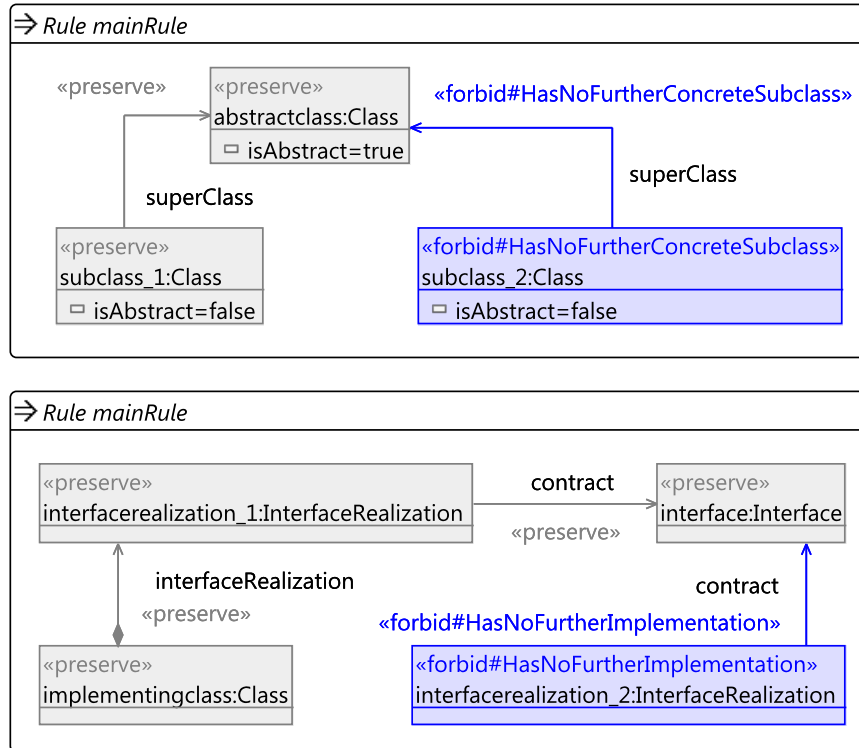 Rule mainRule
«preserve»
«preserve»
abstractclass:Class
isAbstract=true
«forbid#HasNoFurtherConcreteSubclass»
superClass
superClass
«preserve»
subclass_1:Class
isAbstract=false
«forbid#HasNoFurtherConcreteSubclass»
subclass_2:Class
isAbstract=false
Rule mainRule
«preserve»
interfacerealization_1:InterfaceRealization
contract
«preserve»
«preserve»
interface:Interface
interfaceRealization
«preserve»
contract
«forbid#HasNoFurtherImplementation»
«preserve»
implementingclass:Class
«forbid#HasNoFurtherImplementation»
interfacerealization_2:InterfaceRealization